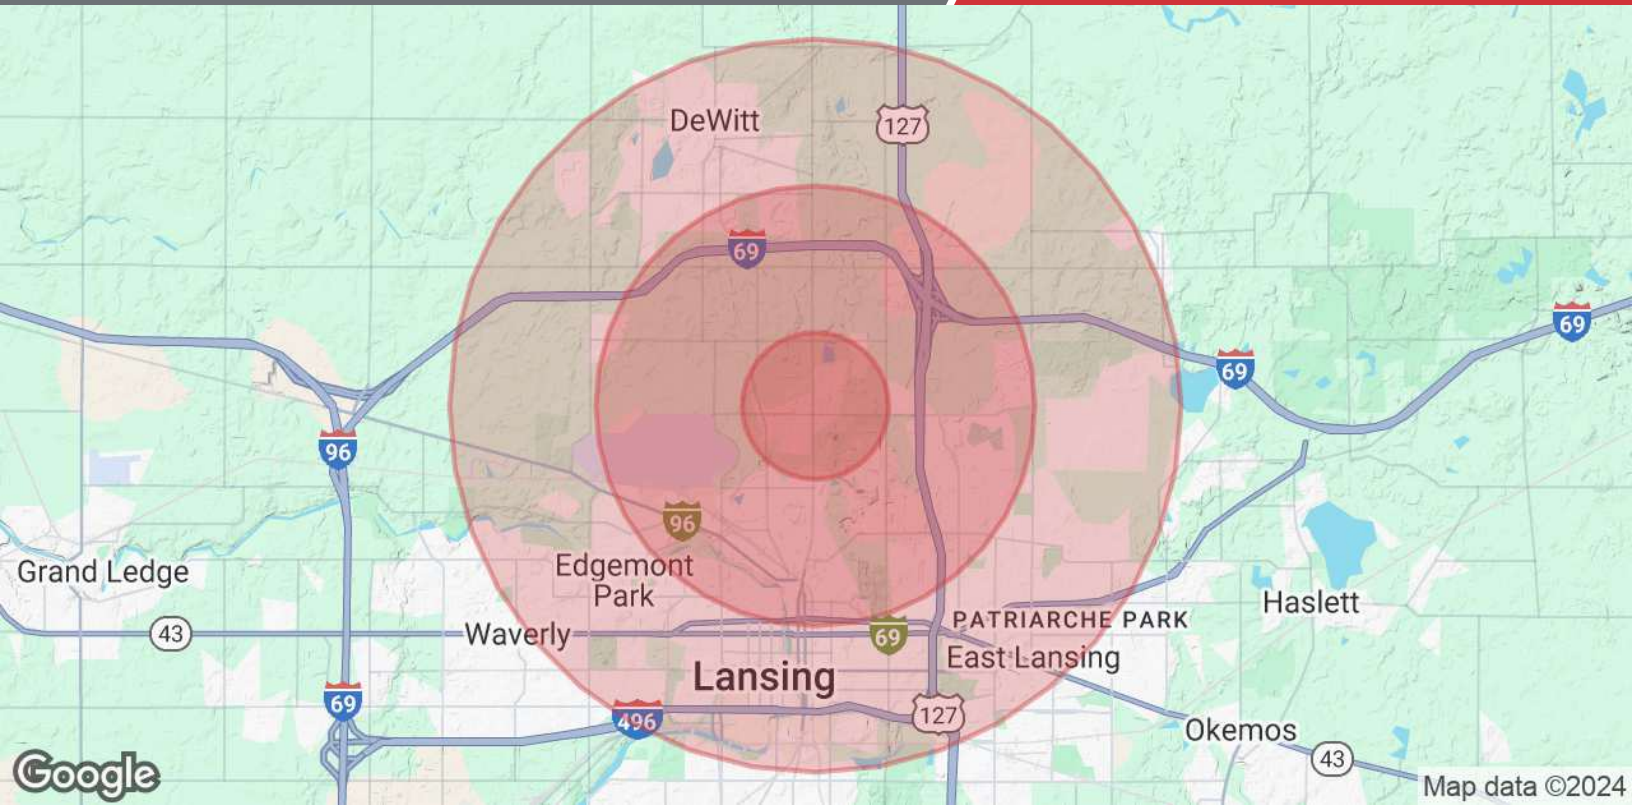 DeWitt
127
69
69
69
96
96
Edgemont
Park
Grand Ledge
43
Waverly
PATRIARCHE PARK
Haslett
69
East Lansing
Lansing
69
496
127
Okemos
43
Google
Map data ©2024